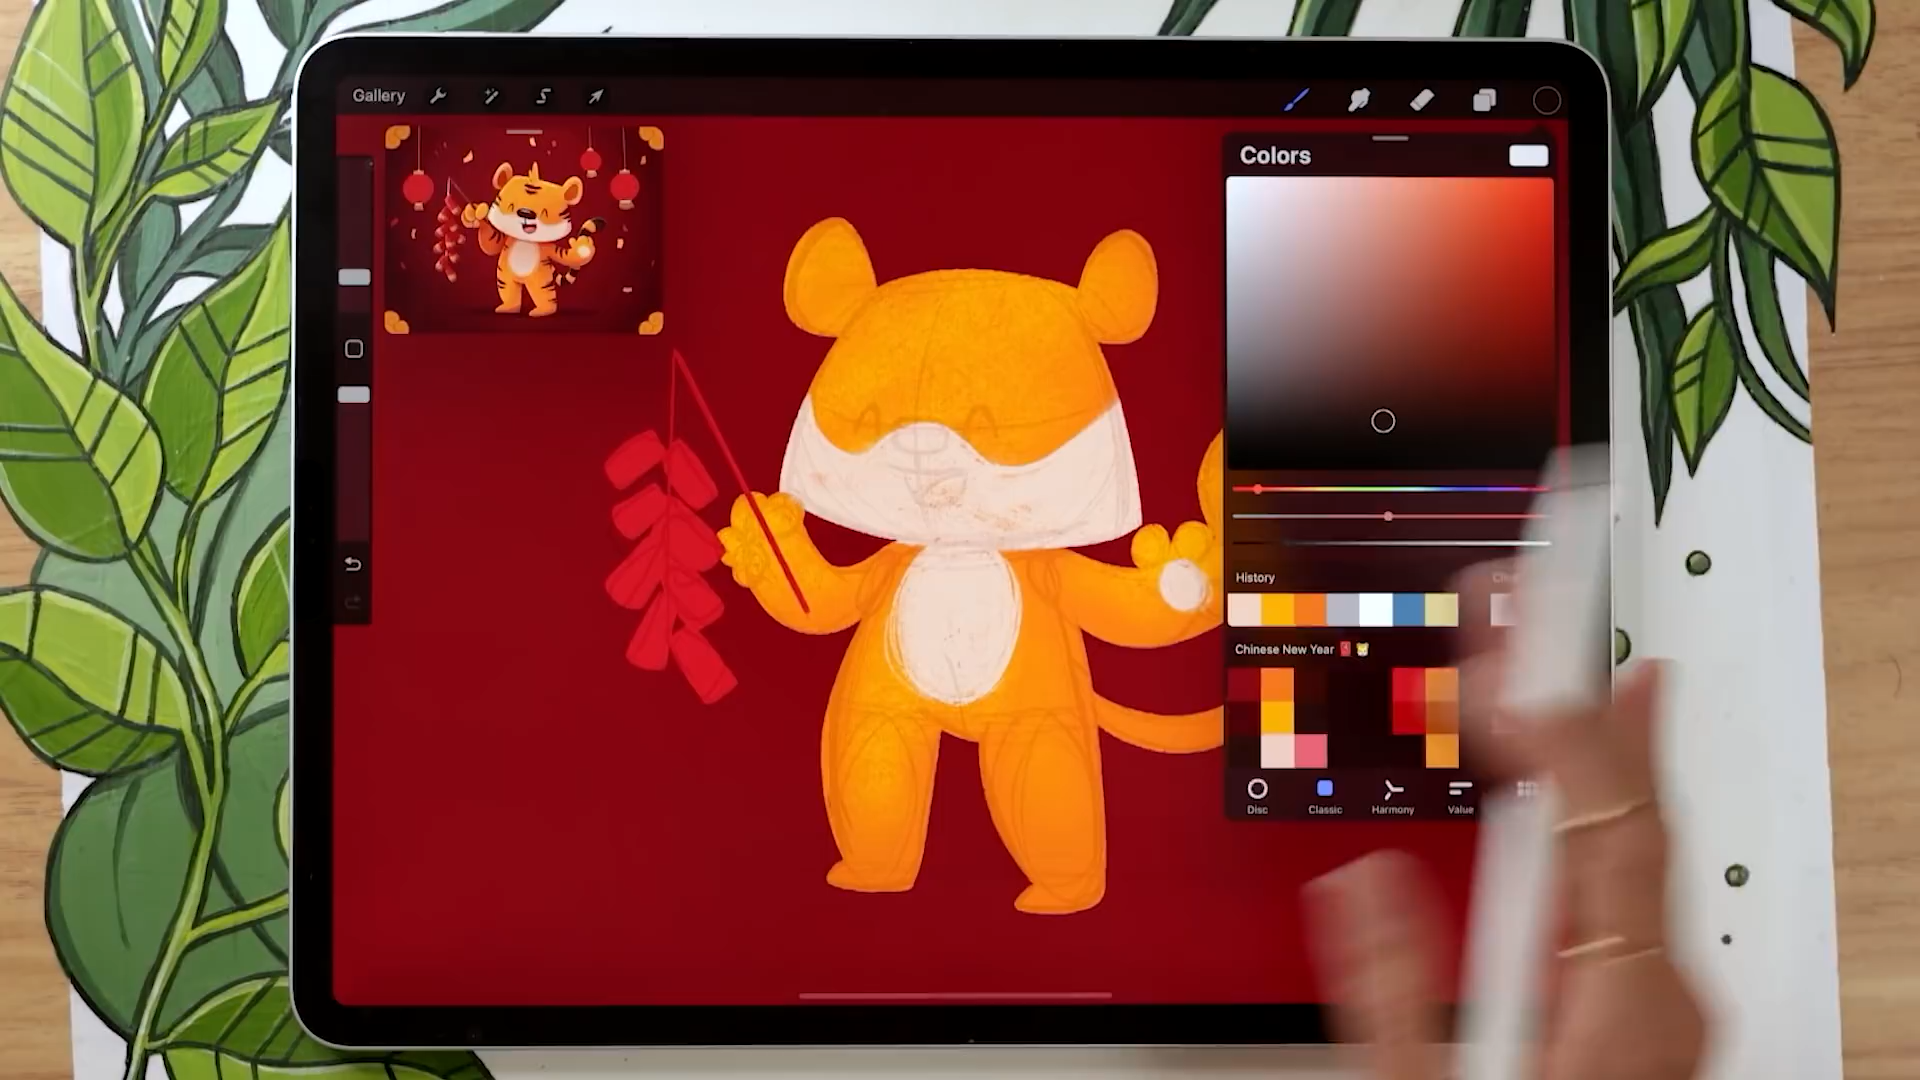 Gallery
Colors
History
Chinese New Year
Disc
Classic
Harmony
Value